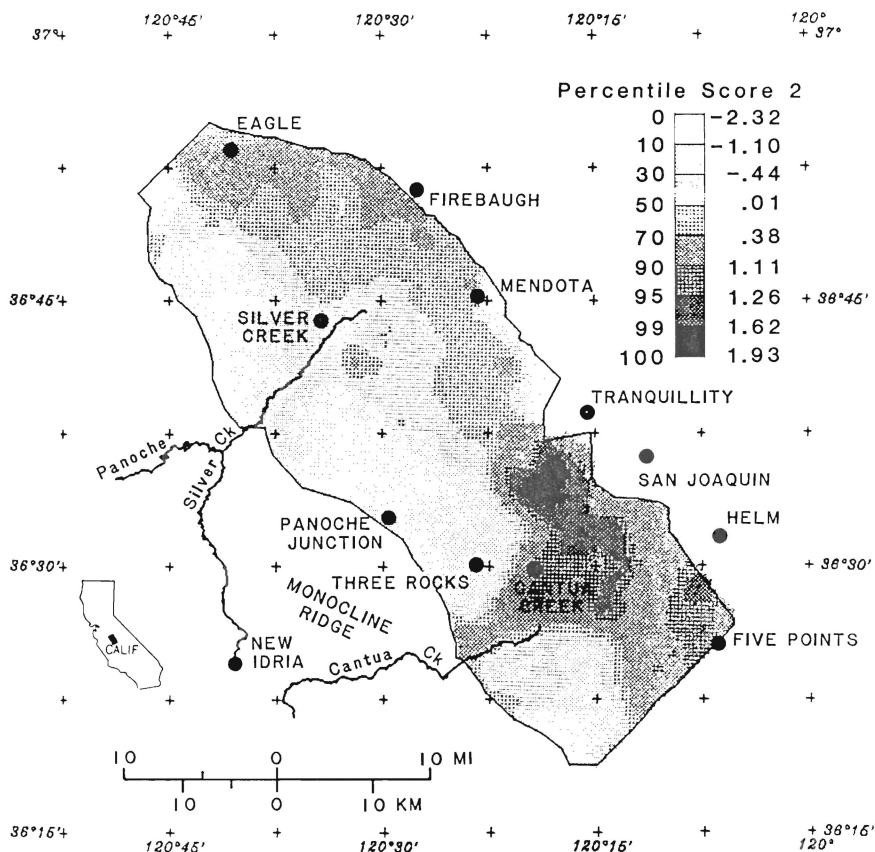 120°45' 120°30' 120°15' 120°
37° 37°
Percentile Score 2
0 -2.32
10 -1.10
30 -.44
50 .01
70 .38
90 1.11
95 1.26
99 1.62
100 1.93
EAGLE
FIREBAUGH
MENDOTA
36°45' 36°45'
SILVER
CREEK
TRANQUILLITY
Panoche
Silver Ck
SAN JOAQUIN
PANOCHE
JUNCTION
HELM
36°30' 36°30'
THREE ROCKS
CANTUA
CREEK
MONOCLINE
RIDGE
CALIF
NEW
IDRIA
FIVE POINTS
Cantua Ck
10 0 10 MI
10 0 10 KM
36°15' 36°15'
120°45' 120°30' 120°15' 120°